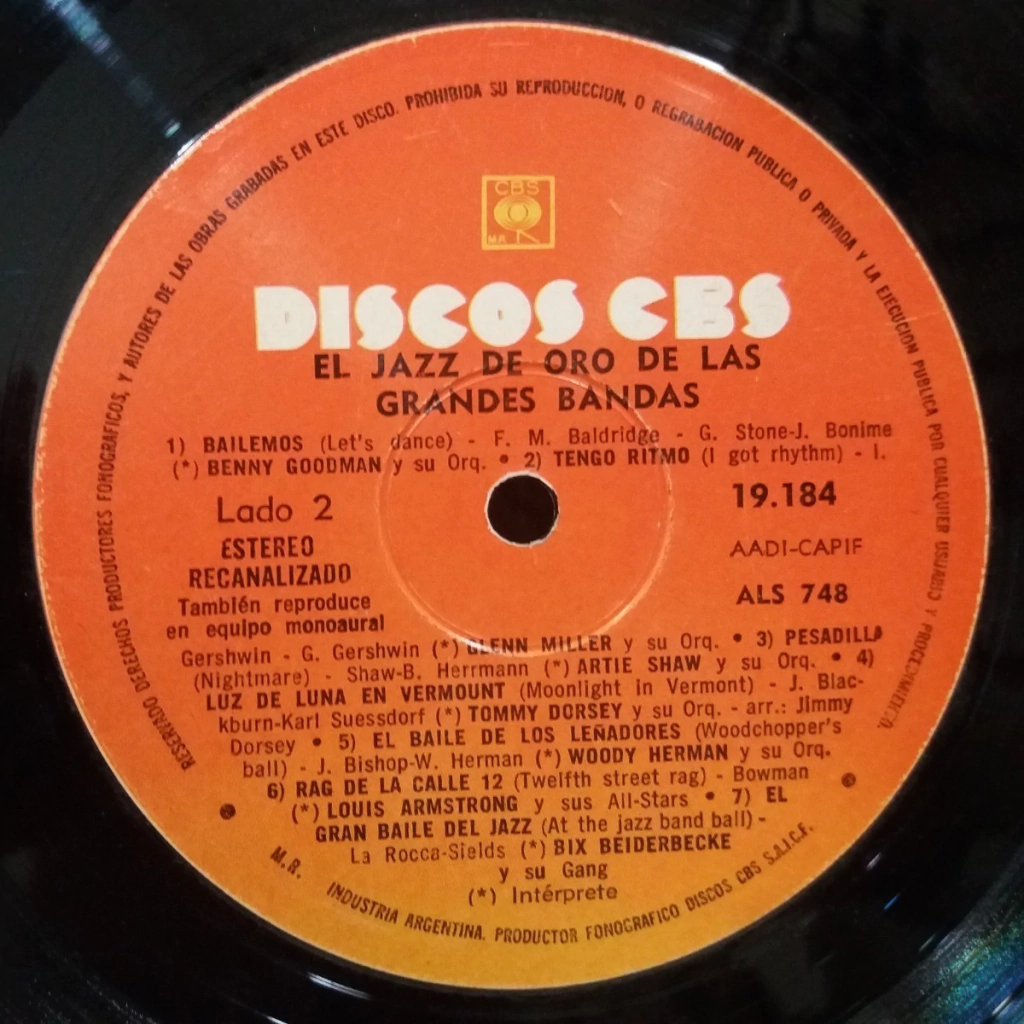 RESERVADO DERECHOS PRODUCTORES FONOGRAFICOS, Y AUTORES DE LAS OBRAS GRABADAS EN ESTE DISCO. PROHIBIDA SU REPRODUCCION, O REGRABACION PUBLICA O PRIVADA Y LA EJECUCION PUBLICA POR CUALQUIER USUARIO Y PROCEDIMIENTO.
CBS
M.R.
DISCOS CBS
EL JAZZ DE ORO DE LAS
GRANDES BANDAS
1) BAILEMOS (Let's dance) - F. M. Baldridge - G. Stone-J. Bonime
(*) BENNY GOODMAN y su Orq. • 2) TENGO RITMO (I got rhythm) - I.
Lado 2
19.184
ESTEREO
RECANALIZADO
AADI-CAPIF
También reproduce
en equipo monoaural
ALS 748
Gershwin - G. Gershwin (*) GLENN MILLER y su Orq. • 3) PESADILLA
(Nightmare) - Shaw-B. Herrmann (*) ARTIE SHAW y su Orq. • 4)
LUZ DE LUNA EN VERMOUNT (Moonlight in Vermont) - J. Blac-
kburn-Karl Suessdorf (*) TOMMY DORSEY y su Orq. - arr.: Jimmy
Dorsey • 5) EL BAILE DE LOS LEÑADORES (Woodchopper's
ball) - J. Bishop-W. Herman (*) WOODY HERMAN y su Orq.
6) RAG DE LA CALLE 12 (Twelfth street rag) - Bowman
(*) LOUIS ARMSTRONG y sus All-Stars • 7) EL
GRAN BAILE DEL JAZZ (At the jazz band ball) -
La Rocca-Sields (*) BIX BEIDERBECKE
y su Gang
(*) Intérprete
M.R. INDUSTRIA ARGENTINA. PRODUCTOR FONOGRAFICO DISCOS CBS S.A.I.C.F.